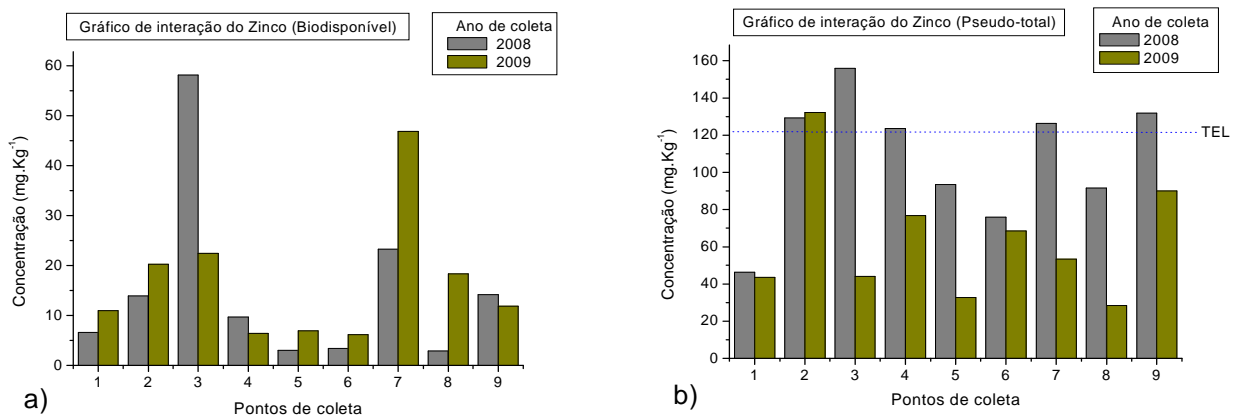 Gráfico de interação do Zinco (Biodisponível)
Ano de coleta
2008
2009
60
50
40
30
20
10
0
Concentração (mg.Kg-1)
1 2 3 4 5 6 7 8 9
Pontos de coleta
a)
Gráfico de interação do Zinco (Pseudo-total)
Ano de coleta
2008
2009
160
140
120
100
80
60
40
20
0
TEL
Concentração (mg.Kg-1)
1 2 3 4 5 6 7 8 9
Pontos de coleta
b)